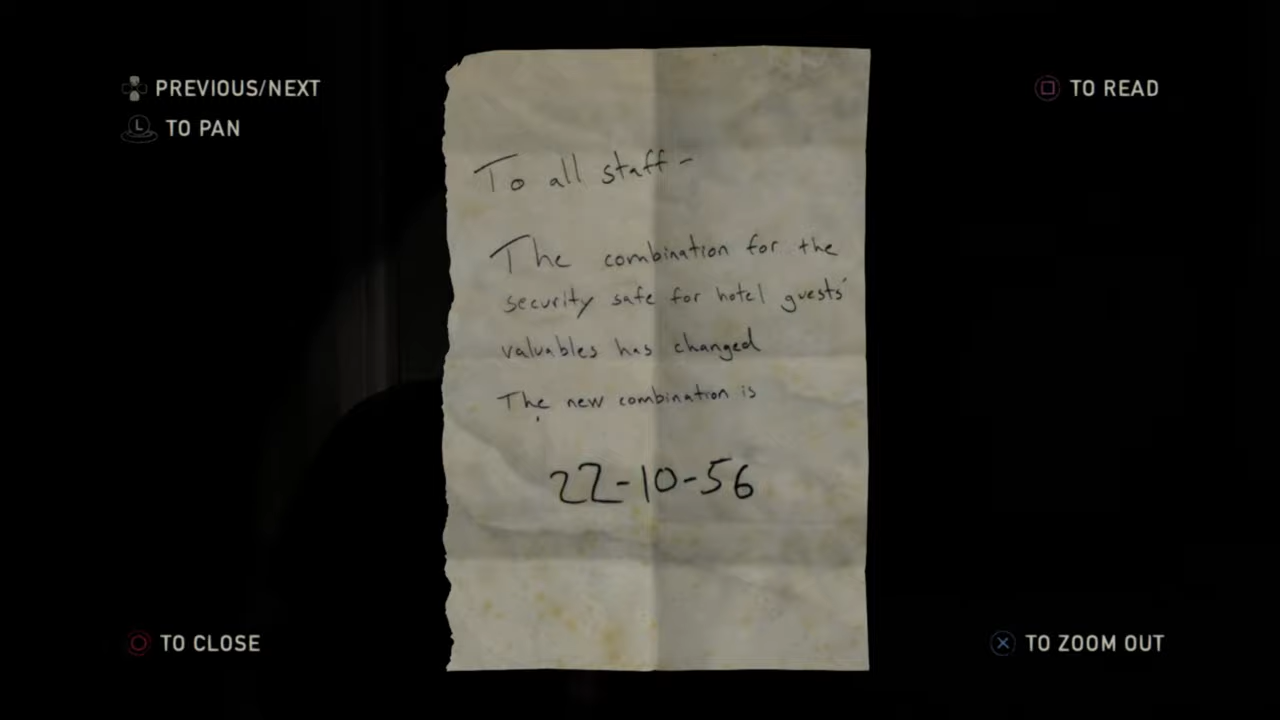 PREVIOUS/NEXT
L TO PAN
TO READ
To all staff-
The combination for the
security safe for hotel guests'
valuables has changed
The new combination is
22-10-56
TO CLOSE
TO ZOOM OUT